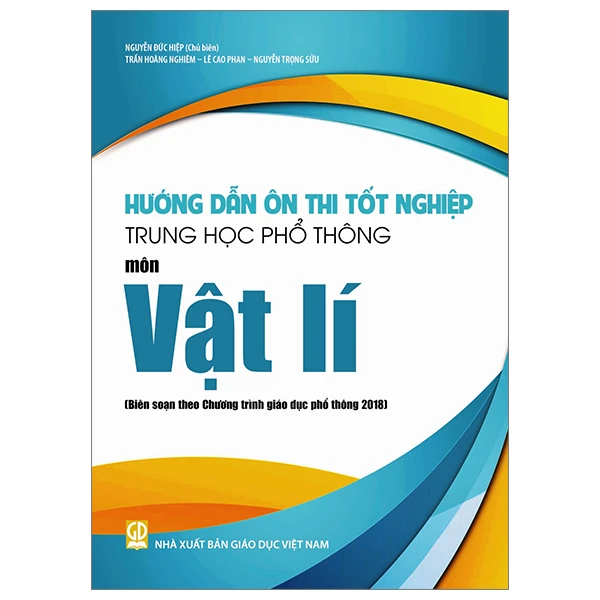 NGUYỄN ĐỨC HIỆP (Chủ biên)
TRẦN HOÀNG NGHIÊM – LÊ CAO PHAN – NGUYỄN TRỌNG SỬU
HƯỚNG DẪN ÔN THI TỐT NGHIỆP
TRUNG HỌC PHỔ THÔNG
môn
Vật lí
(Biên soạn theo Chương trình giáo dục phổ thông 2018)
GD
NHÀ XUẤT BẢN GIÁO DỤC VIỆT NAM